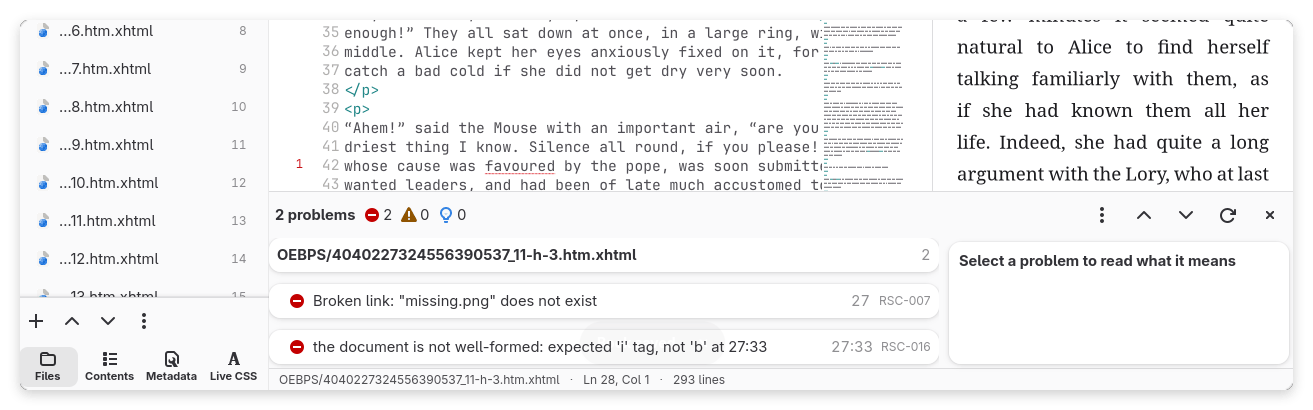 ...6.htm.xhtml 8
...7.htm.xhtml 9
...8.htm.xhtml 10
...9.htm.xhtml 11
...10.htm.xhtml 12
...11.htm.xhtml 13
...12.htm.xhtml 14
...13.htm.xhtml 15
Files
Contents
Metadata
Live CSS
35 enough!” They all sat down at once, in a large ring,
36 middle. Alice kept her eyes anxiously fixed on it, for
37 catch a bad cold if she did not get dry very soon.
38 </p>
39 <p>
40 “Ahem!” said the Mouse with an important air, “are you
41 driest thing I know. Silence all round, if you please!
1 42 whose cause was favoured by the pope, was soon
43 wanted leaders, and had been of late much accustomed
a few minutes it seemed quite
natural to Alice to find herself
talking familiarly with them, as
if she had known them all her
life. Indeed, she had quite a long
argument with the Lory, who at last
2 problems 2 0 0
OEBPS/4040227324556390537_11-h-3.htm.xhtml 2
Broken link: "missing.png" does not exist 27 RSC-007
the document is not well-formed: expected 'i' tag, not 'b' at 27:33 27:33 RSC-016
Select a problem to read what it means
OEBPS/4040227324556390537_11-h-3.htm.xhtml · Ln 28, Col 1 · 293 lines